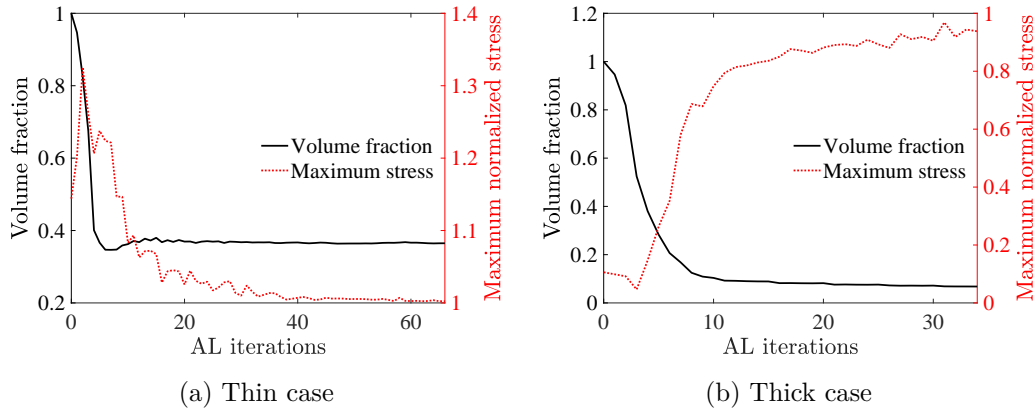 1
0.8
0.6
0.4
0.2
Volume fraction
1.4
1.3
1.2
1.1
1
Maximum normalized stress
Volume fraction
Maximum stress
0
20
40
60
AL iterations
(a) Thin case
1.2
1
0.8
0.6
0.4
0.2
0
Volume fraction
1
0.8
0.6
0.4
0.2
0
Maximum normalized stress
Volume fraction
Maximum stress
0
10
20
30
AL iterations
(b) Thick case